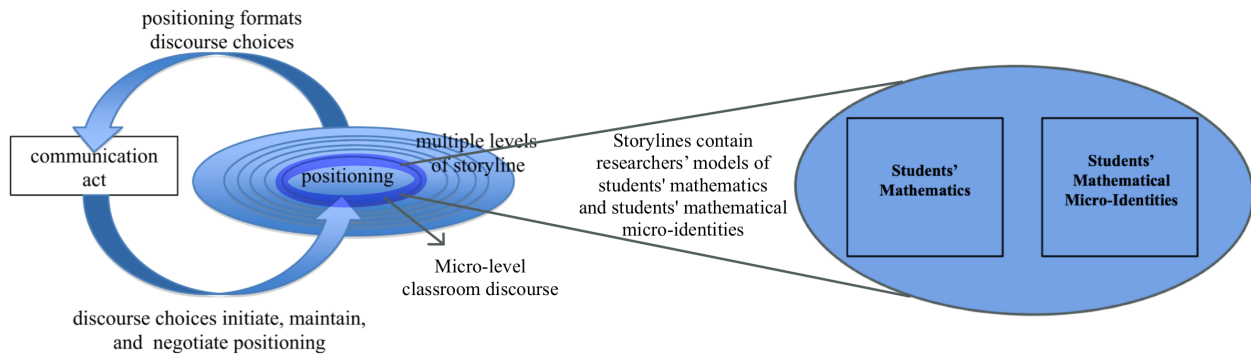 positioning formats
discourse choices
communication
act
multiple levels
of storyline
positioning
Micro-level
classroom discourse
discourse choices initiate, maintain,
and negotiate positioning
Storylines contain
researchers’ models of
students' mathematics
and students' mathematical
micro-identities
Students’
Mathematics
Students’
Mathematical
Micro-Identities